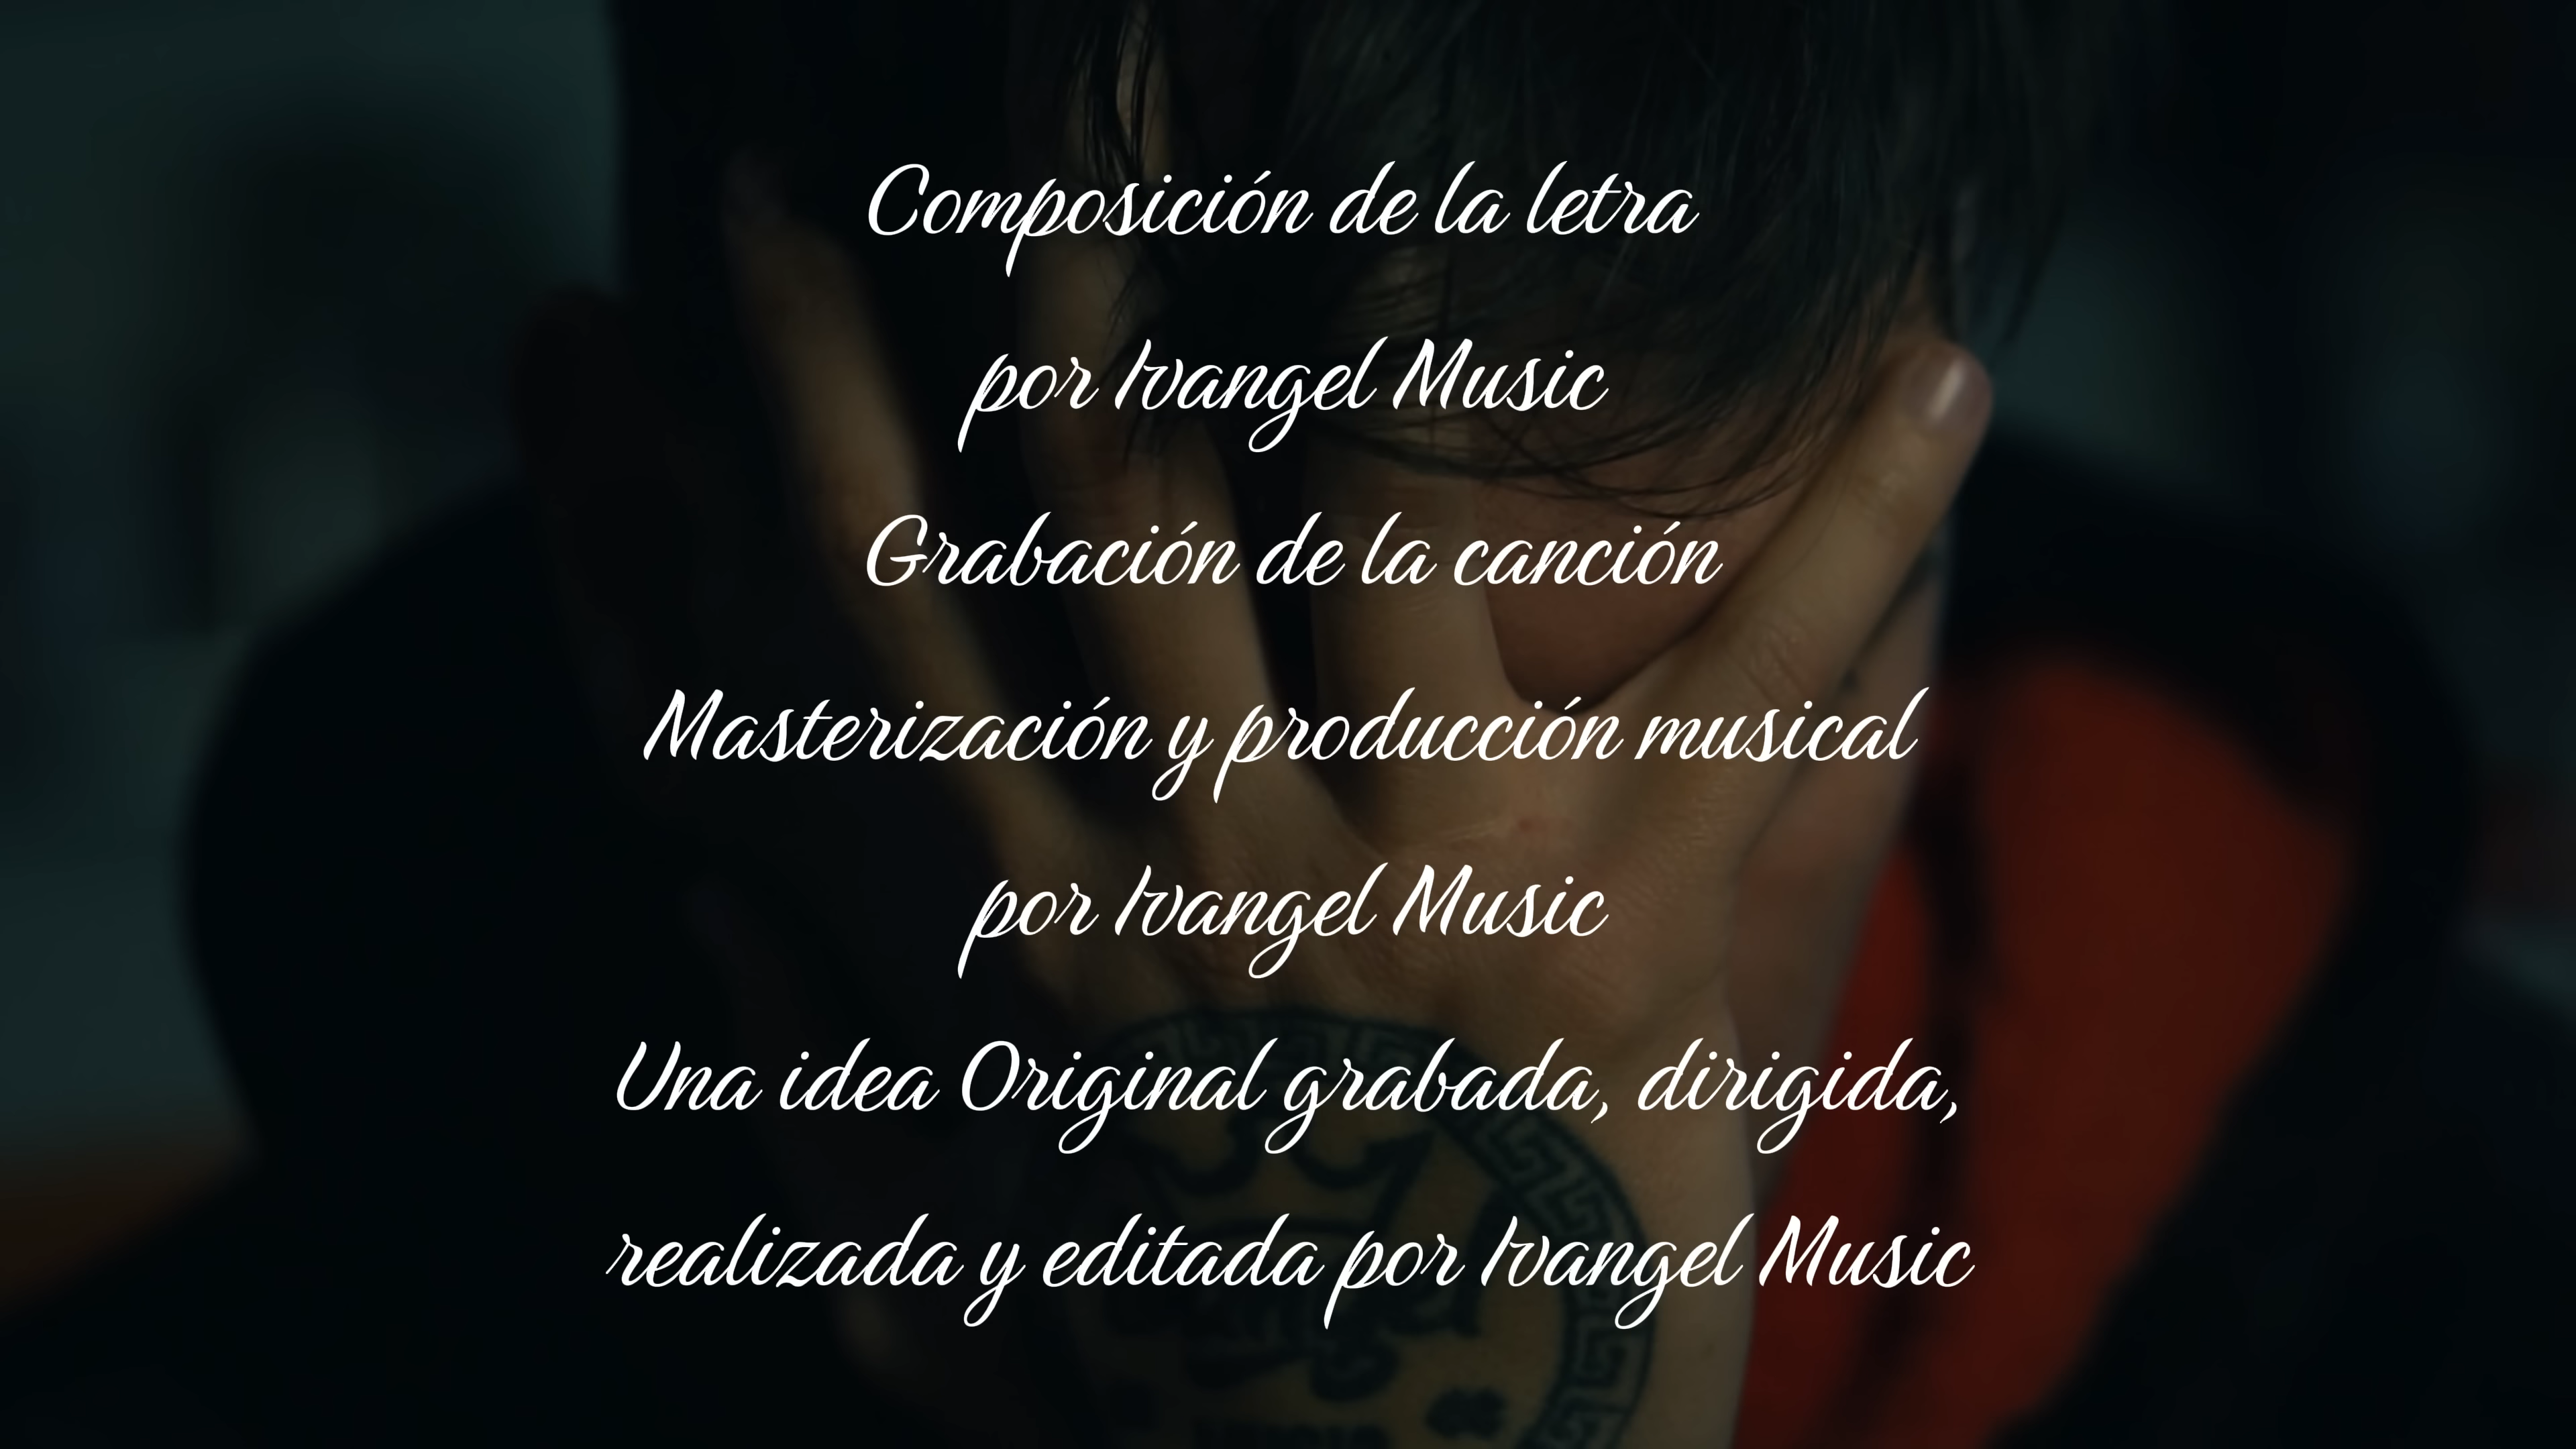 Composición de la letra
por Ivangel Music
Grabación de la canción
Masterización y producción musical
por Ivangel Music
Una idea Original grabada, dirigida,
realizada y editada por Ivangel Music